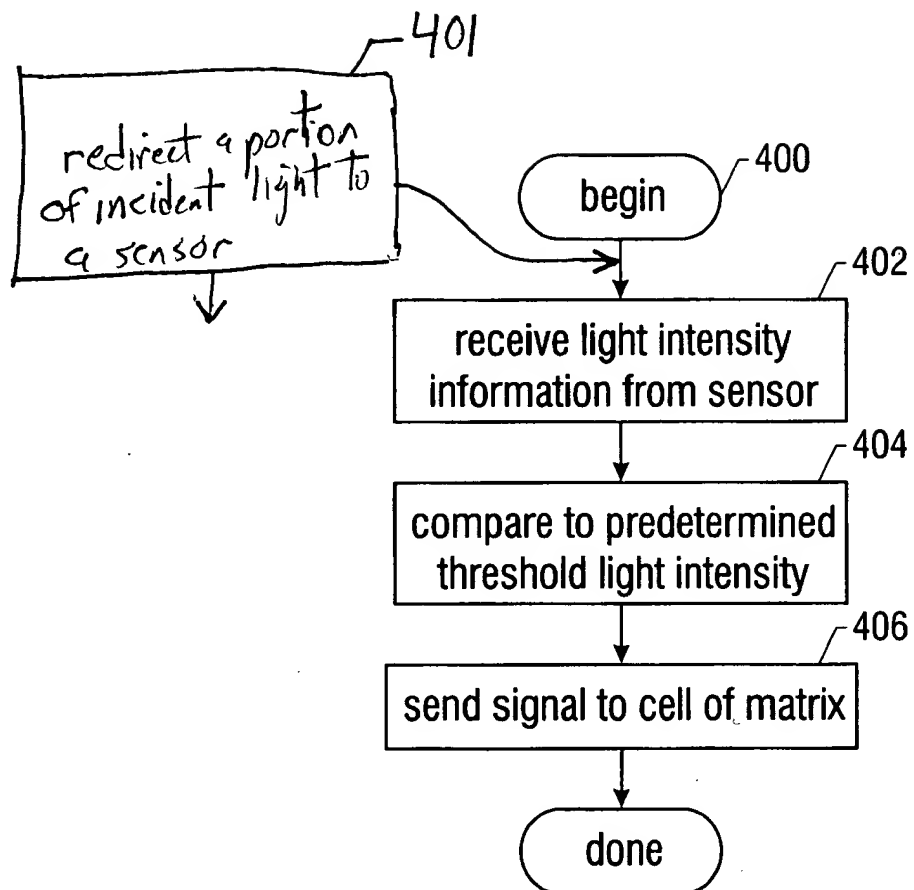 401
redirect a portion
of incident light to
a sensor
begin
400
402
receive light intensity
information from sensor
404
compare to predetermined
threshold light intensity
406
send signal to cell of matrix
done